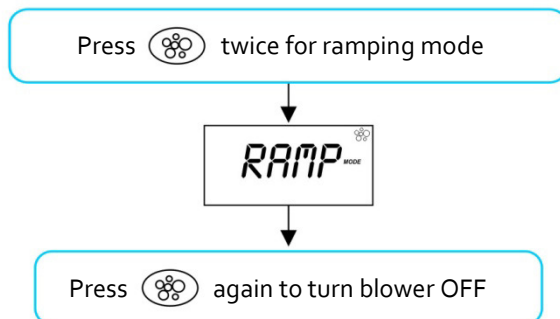 Press twice for ramping mode
RAMP MODE
Press again to turn blower OFF